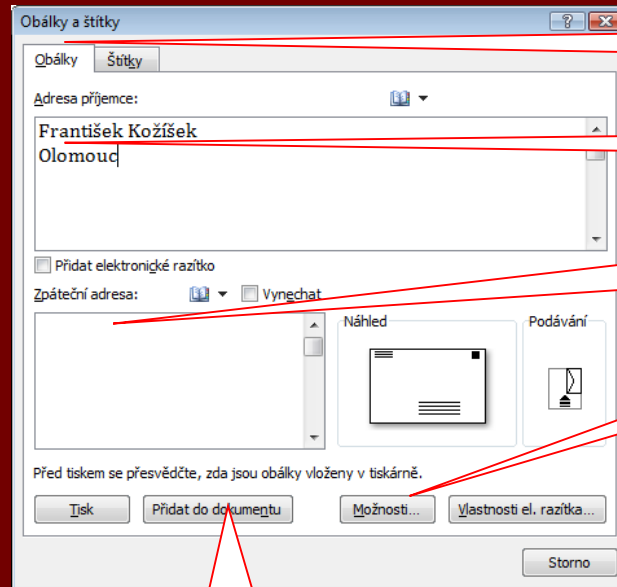 Obálky a štítky
Obálky Štítky
Adresa příjemce:
František Kožíšek
Olomouc
Přidat elektronické razítko
Zpáteční adresa: Vynechat
Náhled Podávání
Před tiskem se přesvědčte, zda jsou obálky vloženy v tiskárně.
Tisk Přidat do dokumentu Možnosti... Vlastnosti el. razítka...
Storno